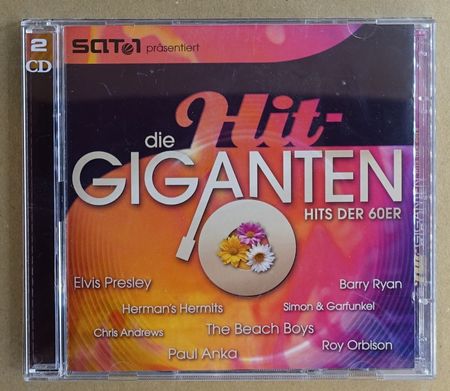 2
CD
SAT.1 präsentiert
die Hit-
GIGANTEN
HITS DER 60ER
Elvis Presley
Barry Ryan
Herman's Hermits
Simon & Garfunkel
Chris Andrews
The Beach Boys
Paul Anka
Roy Orbison